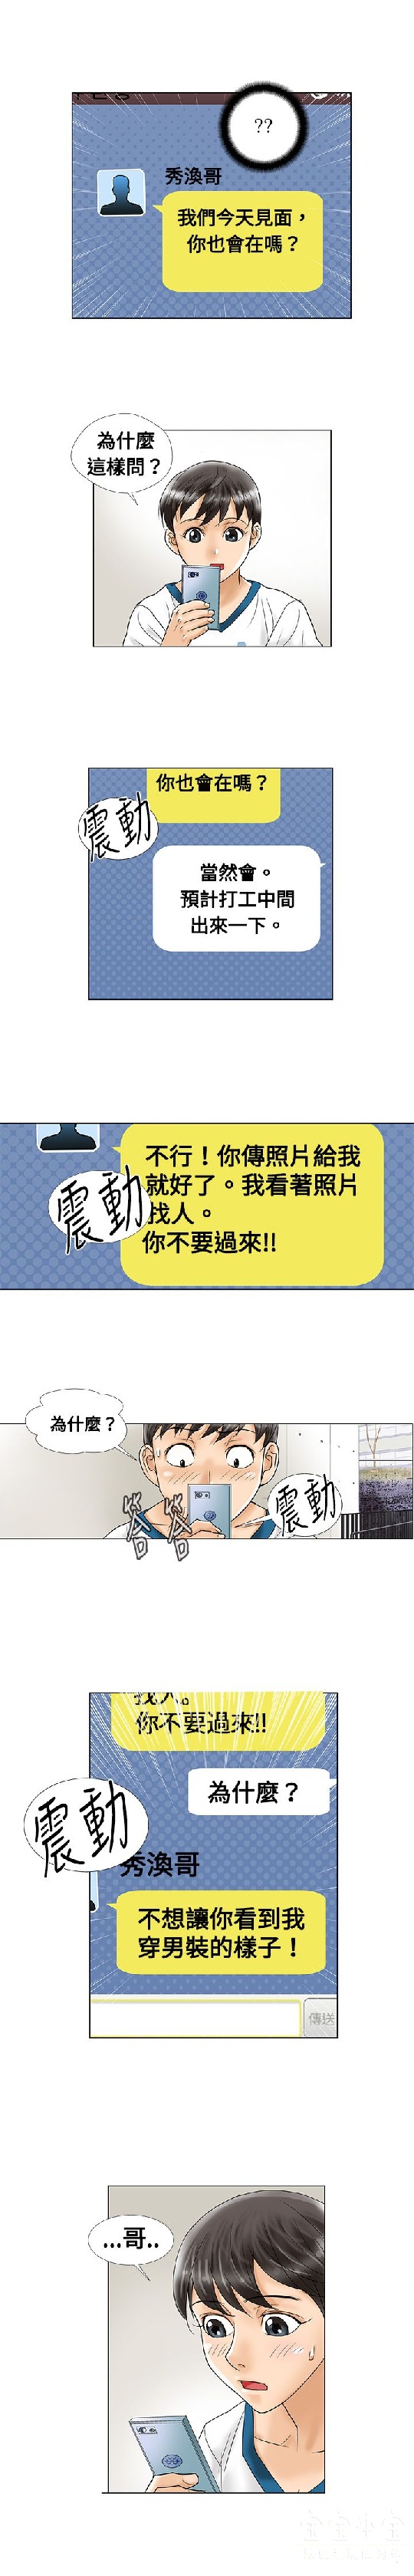 ??
秀渙哥
我們今天見面，
你也會在嗎？
為什麼
這樣問？
你也會在嗎？
震動
當然會。
預計打工中間
出來一下。
不行！你傳照片給我
就好了。我看著照片
找人。
你不要過來!!
震動
為什麼？
震動
答答
找人。
你不要過來!!
為什麼？
震動
秀渙哥
不想讓你看到我
穿男裝的樣子！
傳送
...哥..